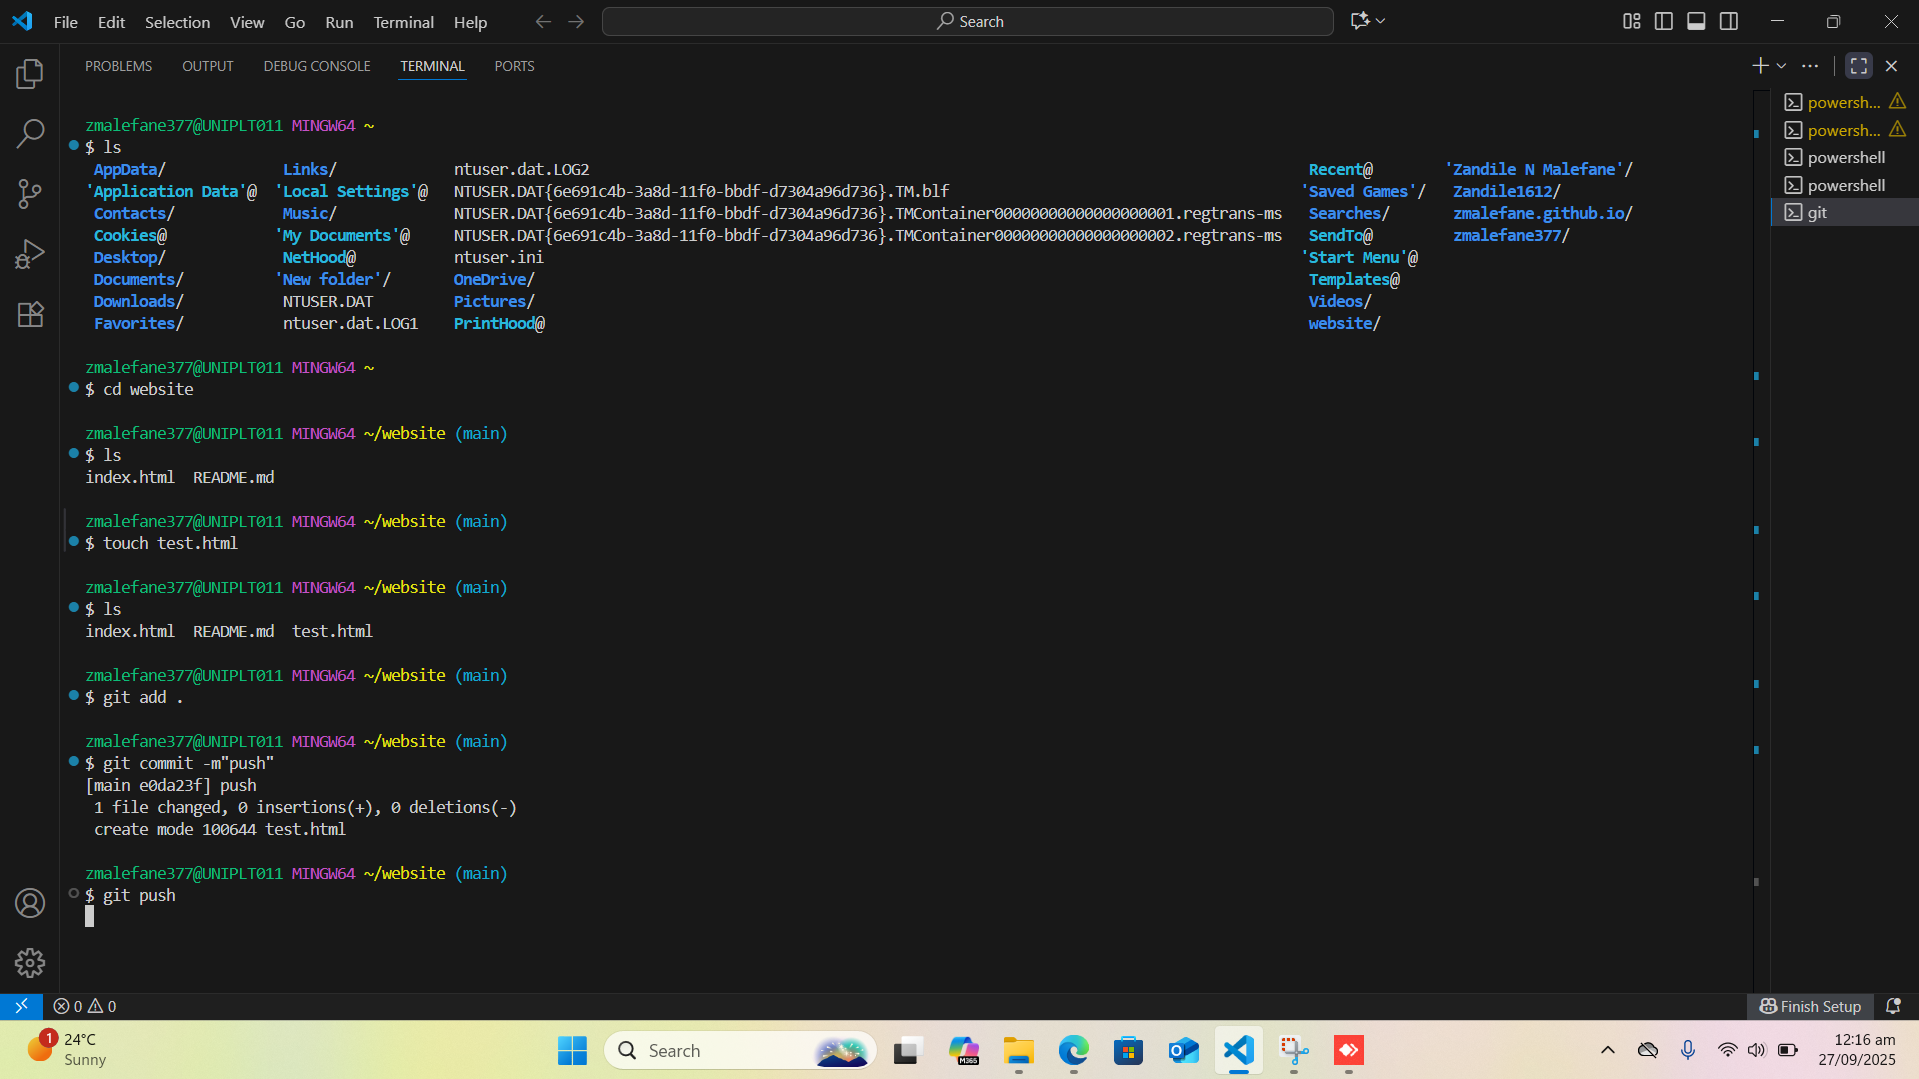 File Edit Selection View Go Run Terminal Help
Search
PROBLEMS OUTPUT DEBUG CONSOLE TERMINAL PORTS
zmalefane377@UNIPLT011 MINGW64 ~
$ ls
AppData/ Links/ ntuser.dat.LOG2 Recent@ 'Zandile N Malefane'/
'Application Data'@ 'Local Settings'@ NTUSER.DAT{6e691c4b-3a8d-11f0-bbdf-d7304a96d736}.TM.blf 'Saved Games'/ Zandile1612/
Contacts/ Music/ NTUSER.DAT{6e691c4b-3a8d-11f0-bbdf-d7304a96d736}.TMContainer00000000000000000001.regtrans-ms Searches/ zmalefane.github.io/
Cookies@ 'My Documents'@ NTUSER.DAT{6e691c4b-3a8d-11f0-bbdf-d7304a96d736}.TMContainer00000000000000000002.regtrans-ms SendTo@ zmalefane377/
Desktop/ NetHood@ ntuser.ini 'Start Menu'@
Documents/ 'New folder'/ OneDrive/ Templates@
Downloads/ NTUSER.DAT Pictures/ Videos/
Favorites/ ntuser.dat.LOG1 PrintHood@ website/
zmalefane377@UNIPLT011 MINGW64 ~
$ cd website
zmalefane377@UNIPLT011 MINGW64 ~/website (main)
$ ls
index.html README.md
zmalefane377@UNIPLT011 MINGW64 ~/website (main)
$ touch test.html
zmalefane377@UNIPLT011 MINGW64 ~/website (main)
$ ls
index.html README.md test.html
zmalefane377@UNIPLT011 MINGW64 ~/website (main)
$ git add .
zmalefane377@UNIPLT011 MINGW64 ~/website (main)
$ git commit -m"push"
[main e0da23f] push
1 file changed, 0 insertions(+), 0 deletions(-)
create mode 100644 test.html
zmalefane377@UNIPLT011 MINGW64 ~/website (main)
$ git push
powersh...
powersh...
powershell
powershell
git
0 0
Finish Setup
1
24°C
Sunny
Search
M365
12:16 am
27/09/2025